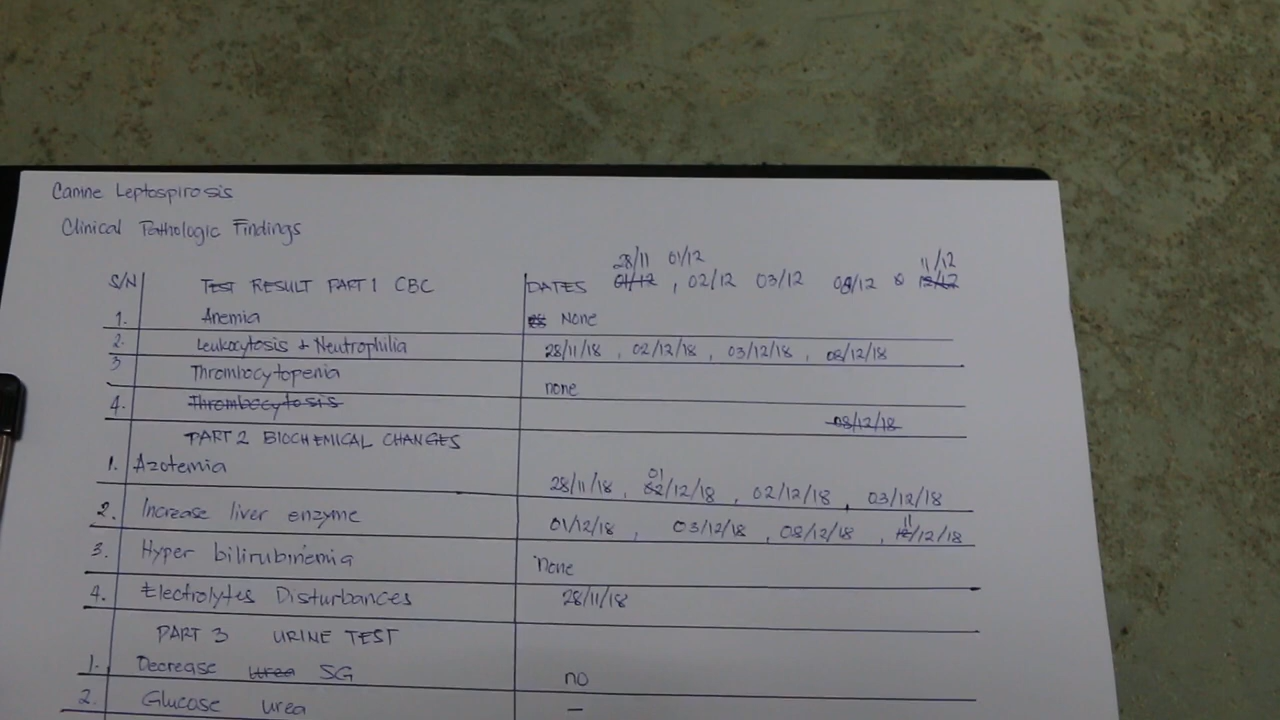 Canine Leptospirosis
Clinical Pathologic Findings
28/11 01/12 11/12
S/N TEST RESULT PART 1 CBC DATES 01/12 , 02/12 03/12 08/12 & 12/12
1. Anemia None
2. Leukocytosis + Neutrophilia 28/11/18 , 02/12/18 , 03/12/18 , 08/12/18
3 Thrombocytopenia none
4. Thrombocytosis 08/12/18
PART 2 BIOCHEMICAL CHANGES
1. Azotemia 28/11/18 , 01/12/18 , 02/12/18 , 03/12/18
2. Increase liver enzyme 01/12/18 , 03/12/18 , 08/12/18 , 11/12/18
3. Hyper bilirubinemia None
4. Electrolytes Disturbances 28/11/18
PART 3 URINE TEST
1. Decrease Urea SG no
2. Glucose urea —